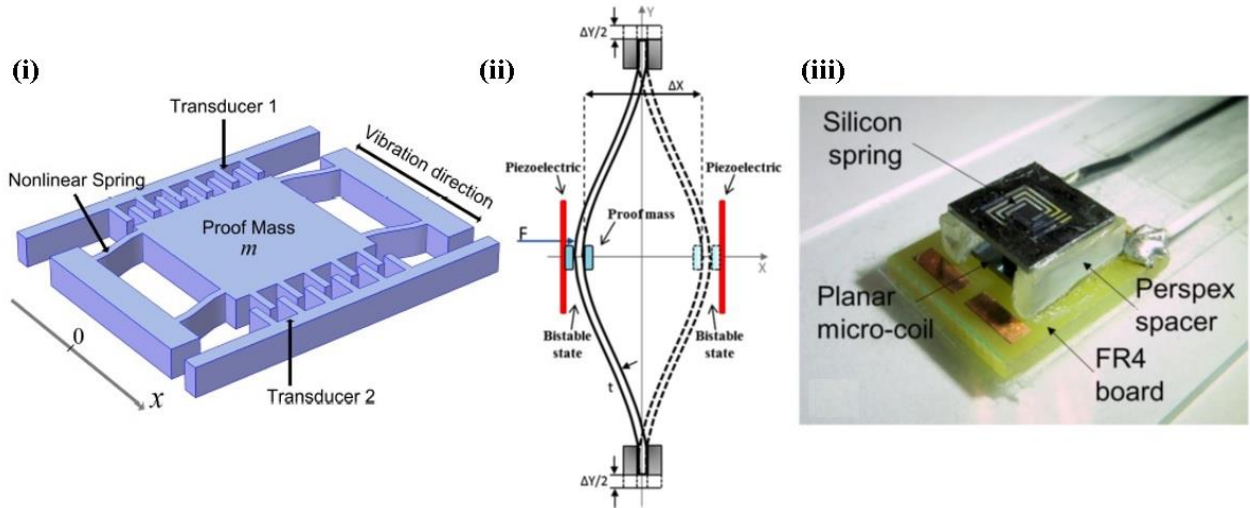 (i)
Transducer 1
Nonlinear Spring
Vibration direction
Proof Mass
m
0
x
Transducer 2
(ii)
ΔY/2
Y
ΔX
Piezoelectric
Piezoelectric
Proof mass
F
X
Bistable
state
Bistable
state
t
ΔY/2
(iii)
Silicon
spring
Planar
micro-coil
Perspex
spacer
FR4
board